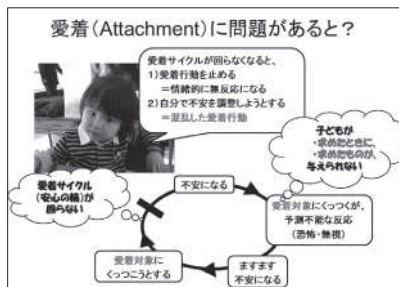 愛着(Attachment)に問題があると？
愛着サイクルが回らなくなると、
1)愛着行動を止める
＝情緒的に無反応になる
2)自分で不安を調整しようとする
＝混乱した愛着行動
子どもが
・求めたときに、
・求めたものが、
与えられない
愛着サイクル
(安心の輪)が
回らない
不安になる
愛着対象にくっつくが、
予測不能な反応
(恐怖・無視)
愛着対象に
くっつこうとする
ますます
不安になる